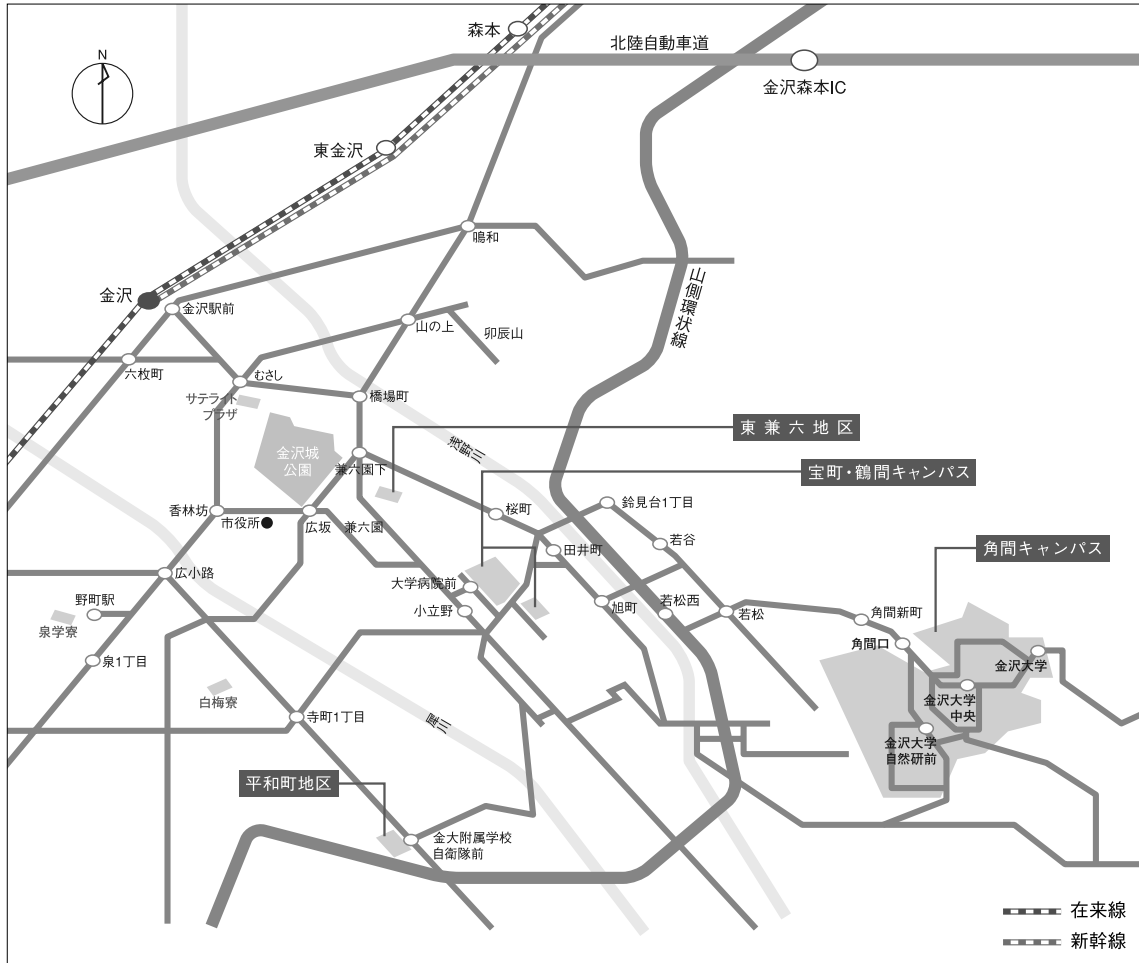 森本
北陸自動車道
N
金沢森本IC
東金沢
鳴和
金沢
山側環状線
金沢駅前
山の上
卯辰山
六枚町
むさし
サテライト
プラザ
橋場町
東兼六地区
浅野川
金沢城
公園
兼六園下
宝町・鶴間キャンパス
香林坊
市役所
広坂
兼六園
桜町
鈴見台1丁目
田井町
若谷
角間キャンパス
広小路
大学病院前
野町駅
小立野
旭町
若松西
若松
角間新町
泉学寮
角間口
泉1丁目
金沢大学
白梅寮
金沢大学
中央
寺町1丁目
犀川
金沢大学
自然研前
平和町地区
金大附属学校
自衛隊前
在来線
新幹線